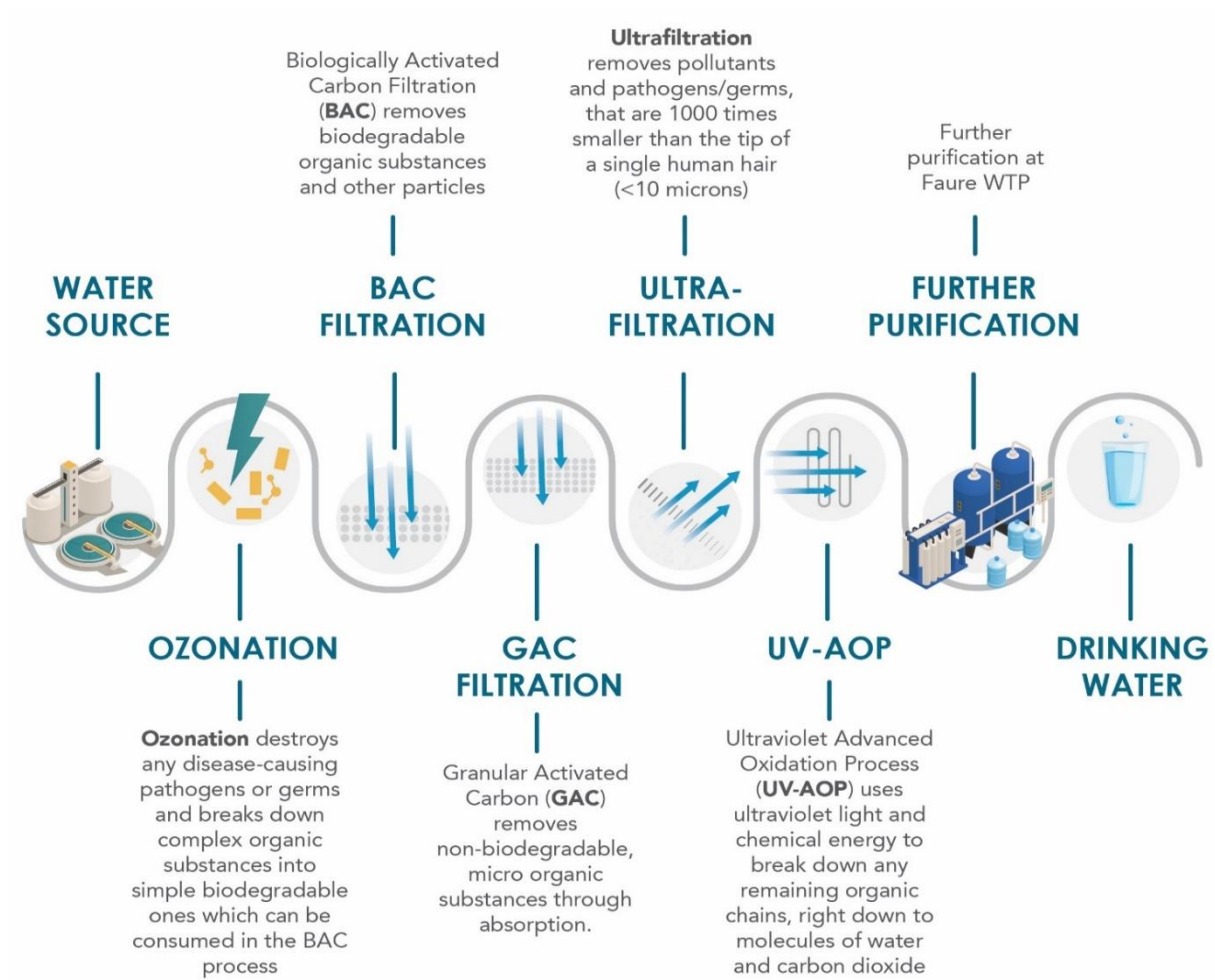 WATER
SOURCE
OZONATION
Ozonation destroys
any disease-causing
pathogens or germs
and breaks down
complex organic
substances into
simple biodegradable
ones which can be
consumed in the BAC
process
Biologically Activated
Carbon Filtration
(BAC) removes
biodegradable
organic substances
and other particles
BAC
FILTRATION
GAC
FILTRATION
Granular Activated
Carbon (GAC)
removes
non-biodegradable,
micro organic
substances through
absorption.
Ultrafiltration
removes pollutants
and pathogens/germs,
that are 1000 times
smaller than the tip of
a single human hair
(<10 microns)
ULTRA-
FILTRATION
UV-AOP
Ultraviolet Advanced
Oxidation Process
(UV-AOP) uses
ultraviolet light and
chemical energy to
break down any
remaining organic
chains, right down to
molecules of water
and carbon dioxide
Further
purification at
Faure WTP
FURTHER
PURIFICATION
DRINKING
WATER